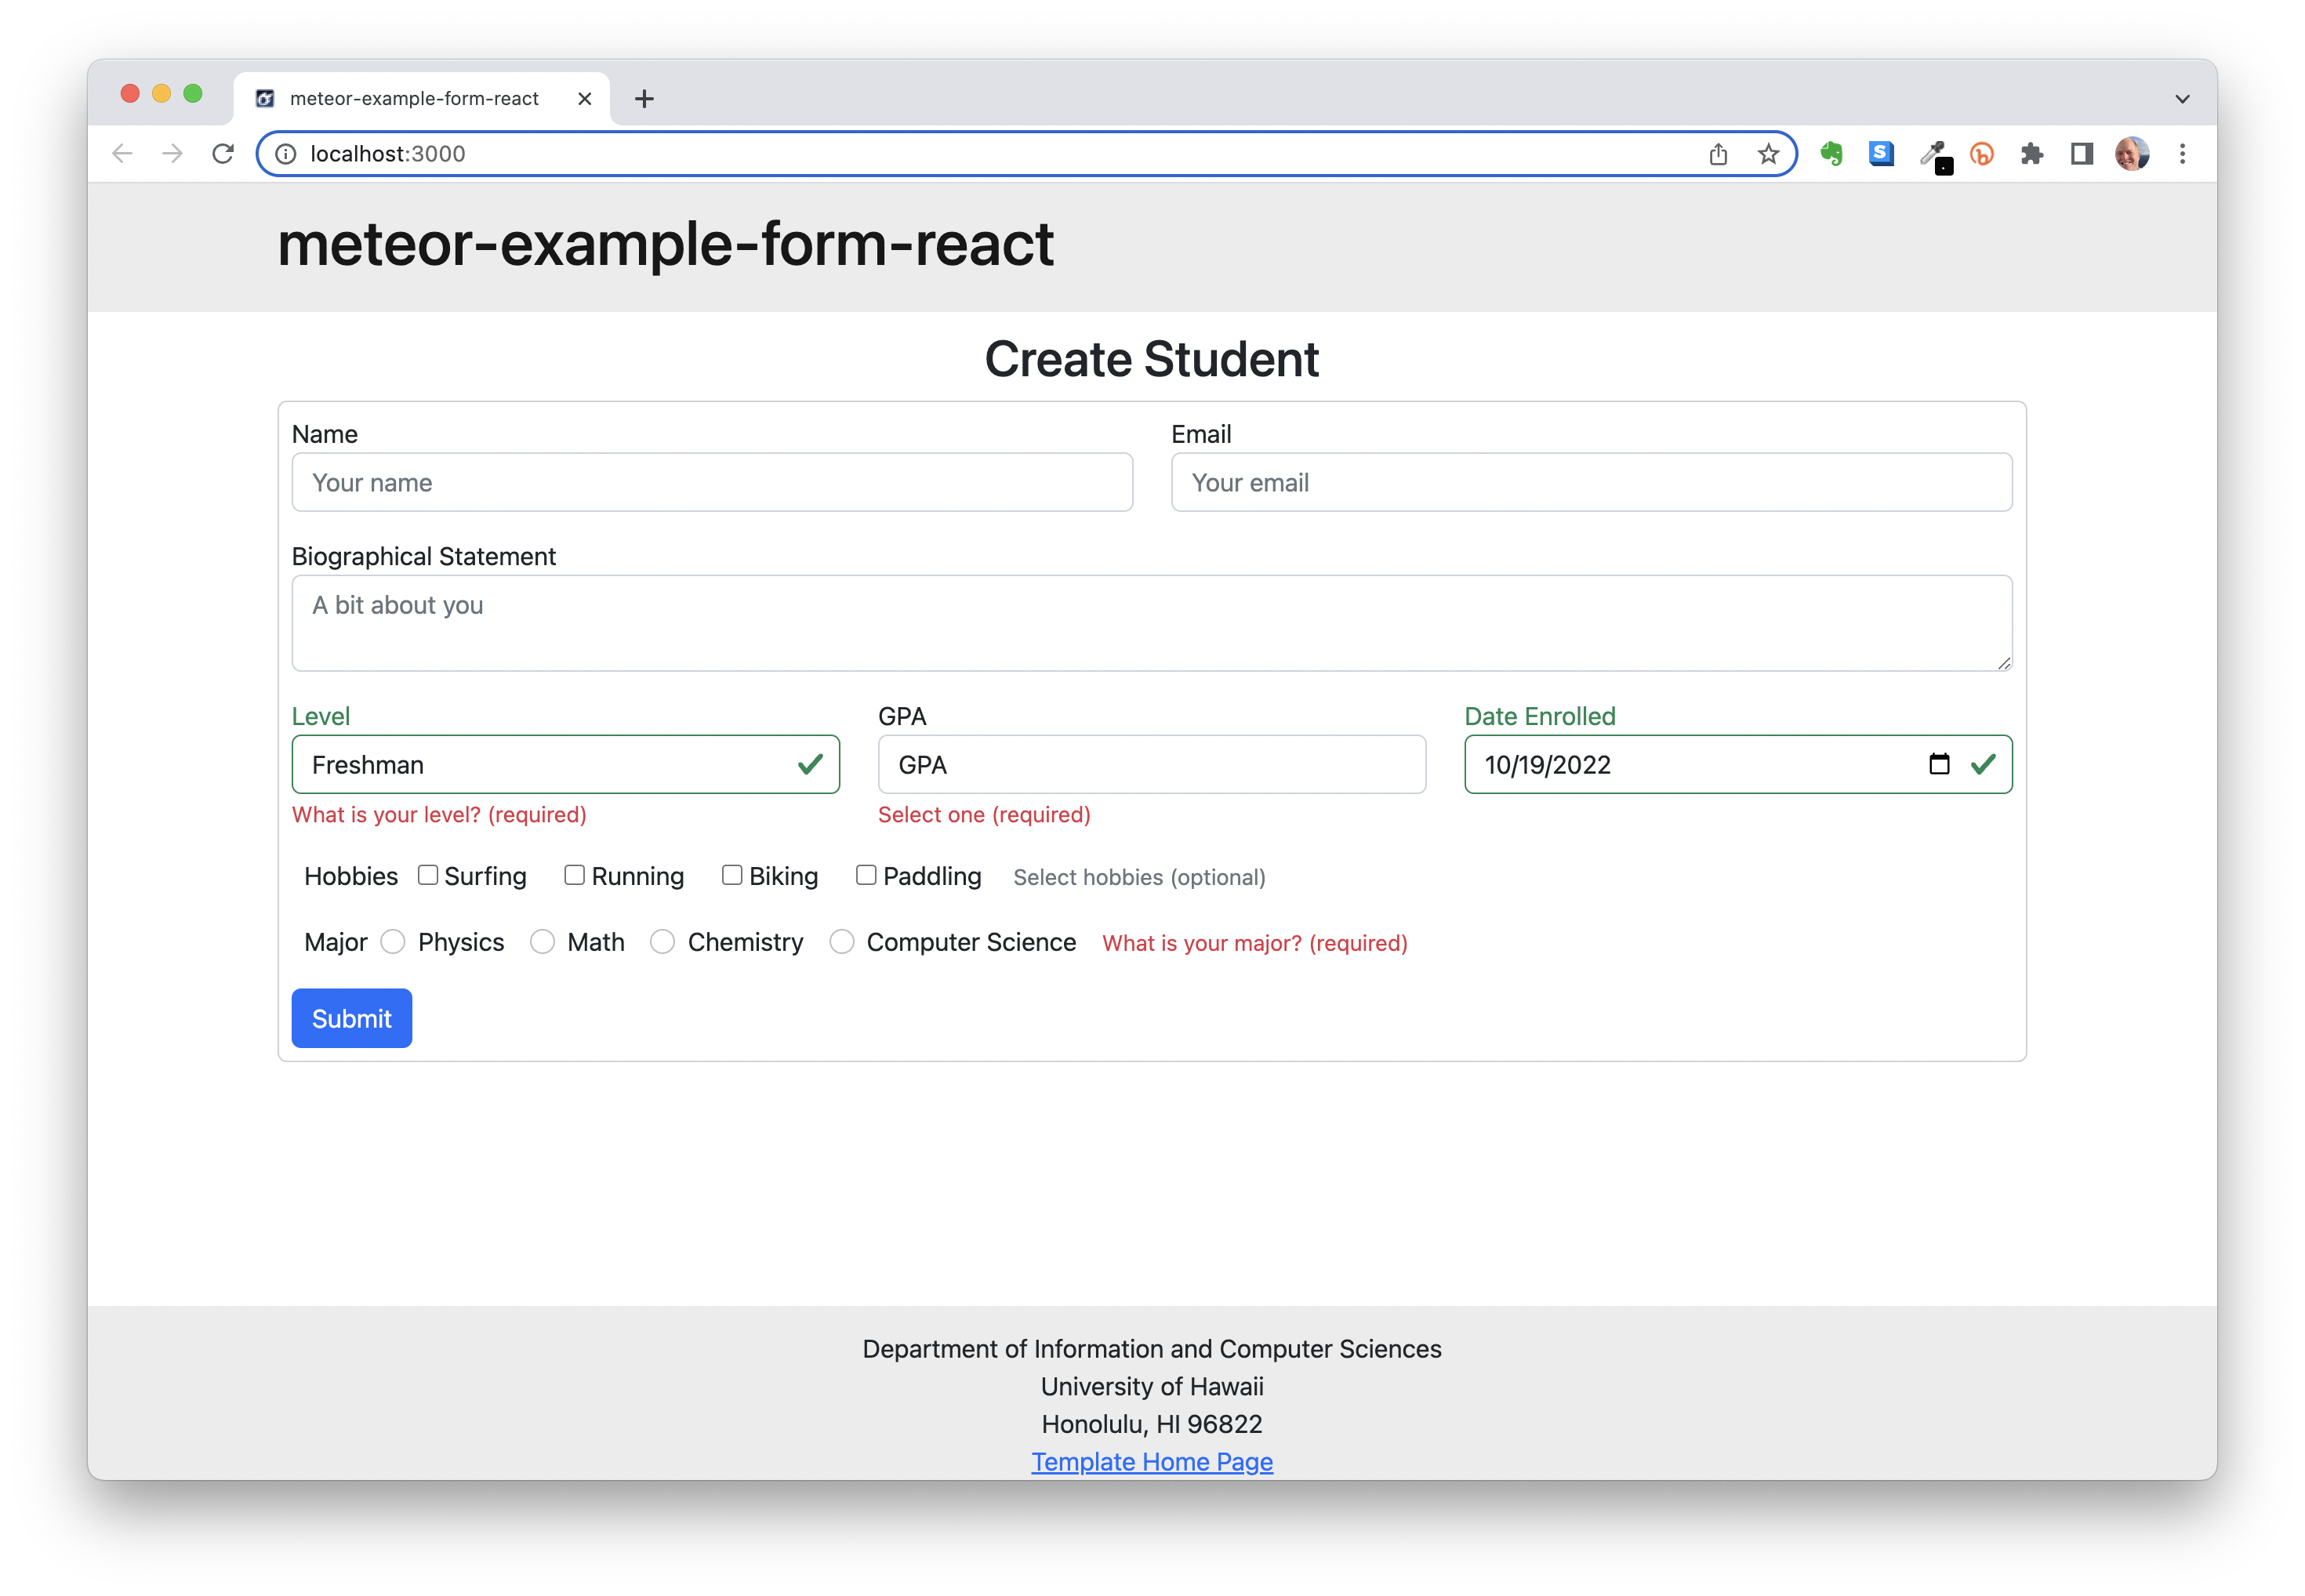 meteor-example-form-react
localhost:3000
meteor-example-form-react
Create Student
Name Email
Your name Your email
Biographical Statement
A bit about you
Level GPA Date Enrolled
Freshman GPA 10/19/2022
What is your level? (required) Select one (required)
Hobbies Surfing Running Biking Paddling Select hobbies (optional)
Major Physics Math Chemistry Computer Science What is your major? (required)
Submit
Department of Information and Computer Sciences
University of Hawaii
Honolulu, HI 96822
Template Home Page